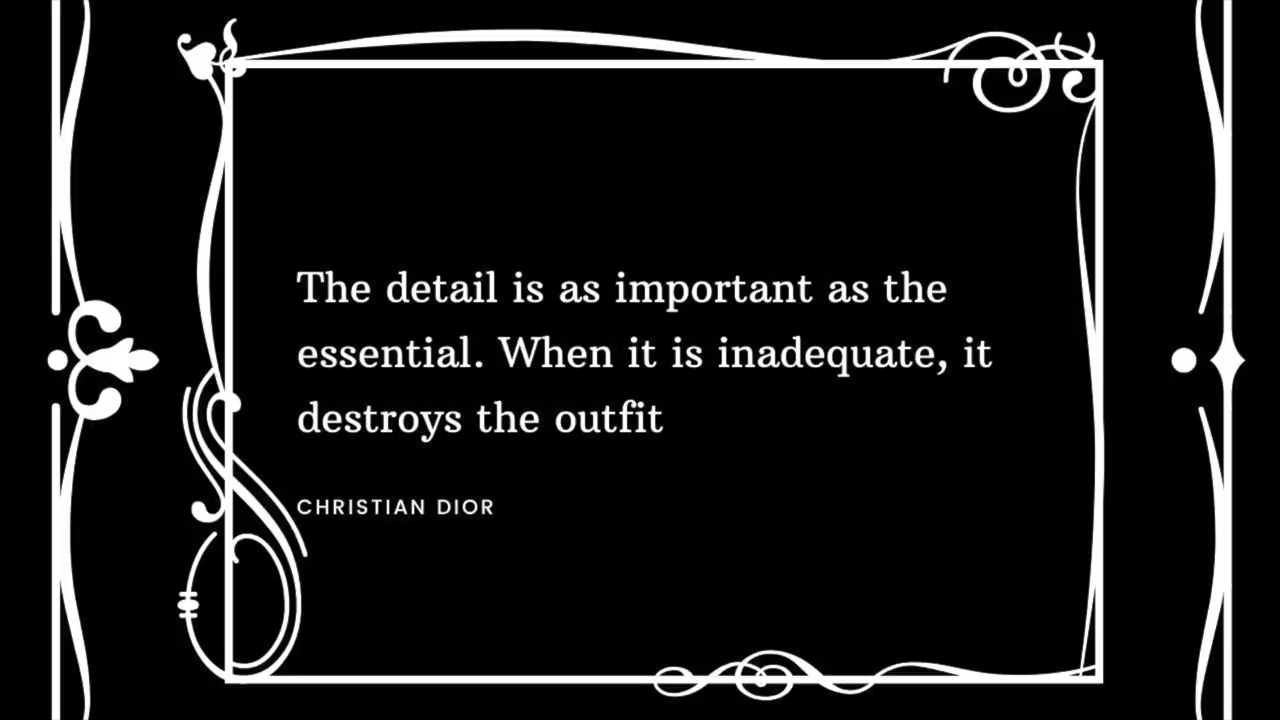 The detail is as important as the
essential. When it is inadequate, it
destroys the outfit
CHRISTIAN DIOR